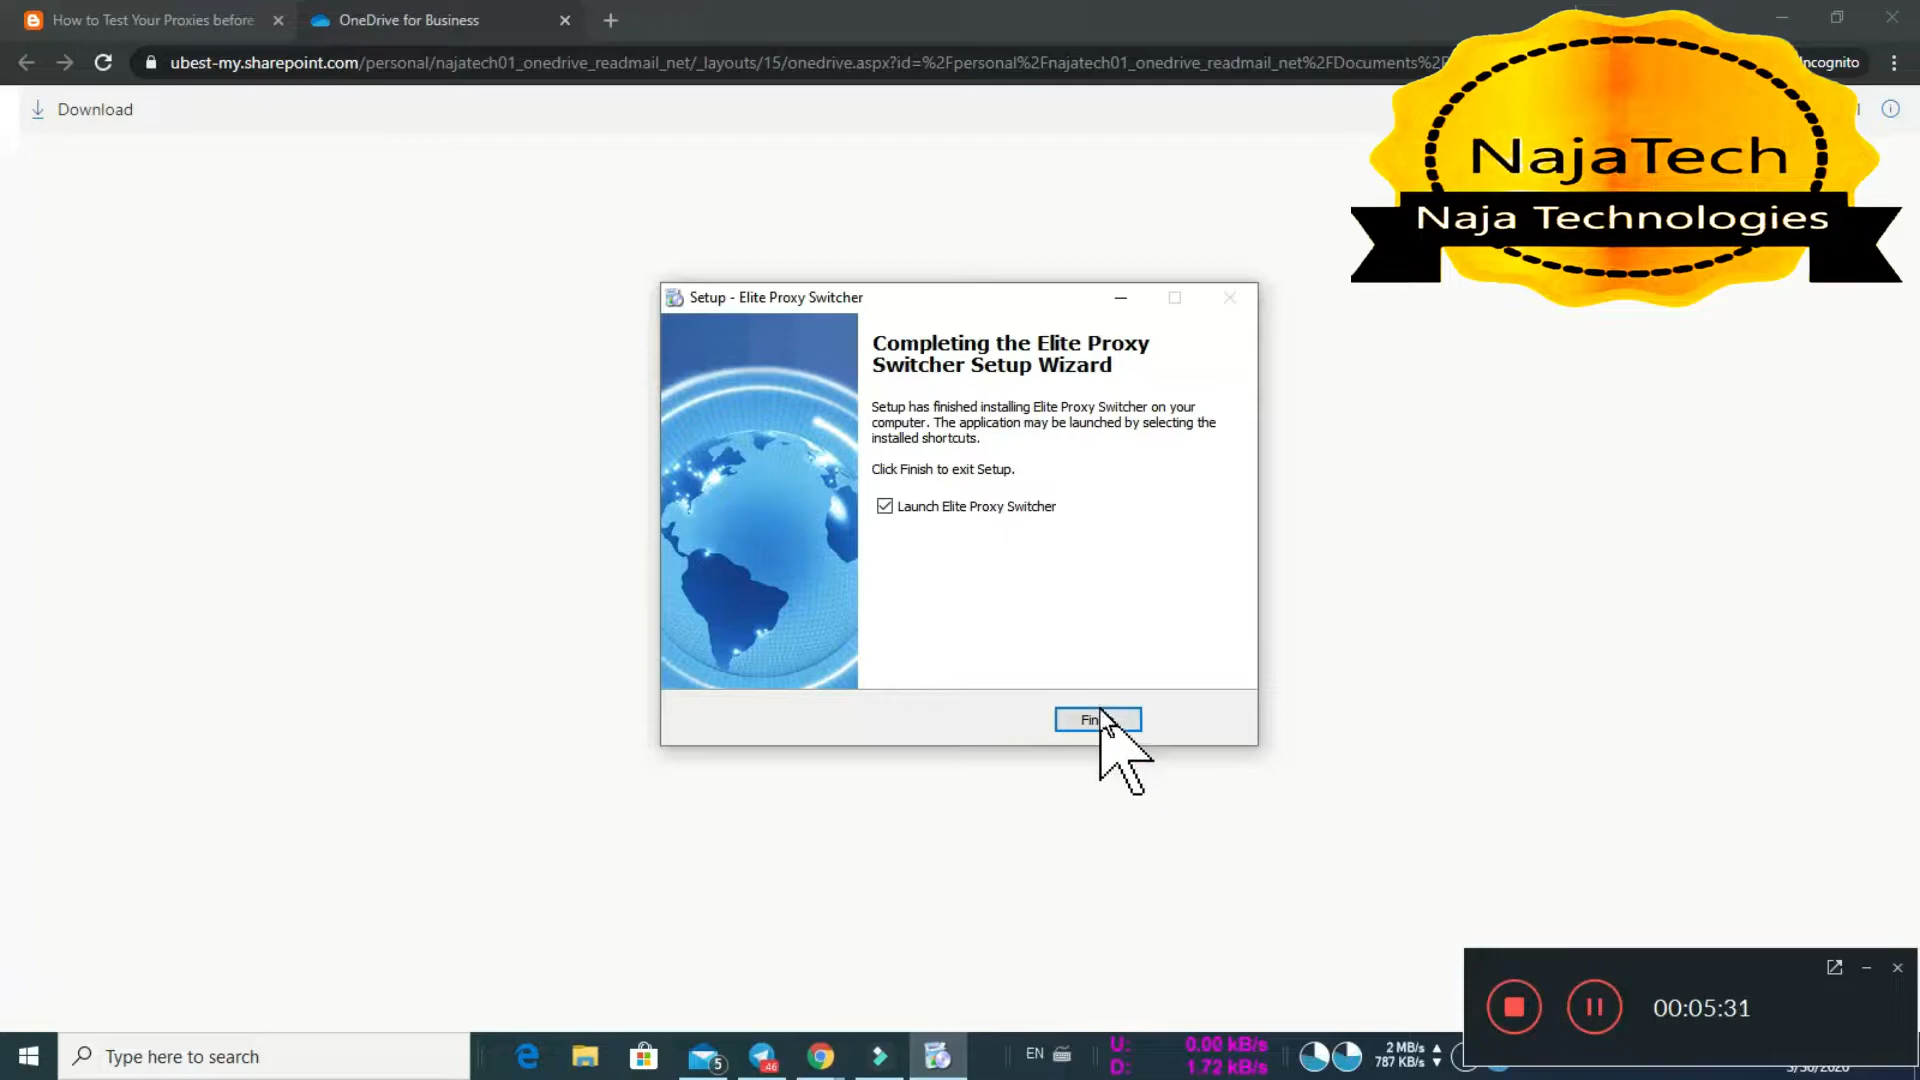 How to Test Your Proxies before
OneDrive for Business
ubest-my.sharepoint.com/personal/najatech01_onedrive_readmail_net/_layouts/15/onedrive.aspx?id=%2Fpersonal%2Fnajatech01_onedrive_readmail_net%2FDocuments%2F
Incognito
Download
NajaTech
Naja Technologies
Setup - Elite Proxy Switcher
Completing the Elite Proxy
Switcher Setup Wizard
Setup has finished installing Elite Proxy Switcher on your
computer. The application may be launched by selecting the
installed shortcuts.
Click Finish to exit Setup.
Launch Elite Proxy Switcher
Fin
00:05:31
Type here to search
5
46
EN
U: 0.00 kB/s
D: 1.72 kB/s
2 MB/s
787 KB/s